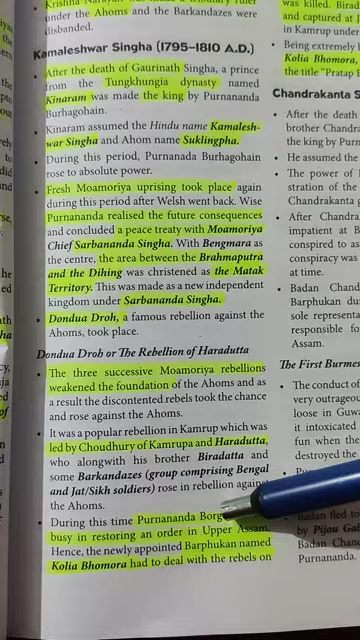 Krishna Narayan was made a tributary ruler
under the Ahoms and the Barkandazes were
disbanded.
Kamaleshwar Singha (1795–1810 A.D.)
• After the death of Gaurinath Singha, a prince
from the Tungkhungia dynasty named
Kinaram was made the king by Purnananda
Burhagohain.
• Kinaram assumed the Hindu name Kamalesh-
war Singha and Ahom name Suklingpha.
• During this period, Purnanada Burhagohain
rose to absolute power.
• Fresh Moamoriya uprising took place again
during this period after Welsh went back. Wise
Purnananda realised the future consequences
and concluded a peace treaty with Moamoriya
Chief Sarbananda Singha. With Bengmara as
the centre, the area between the Brahmaputra
and the Dihing was christened as the Matak
Territory. This was made as a new independent
kingdom under Sarbananda Singha.
• Dondua Droh, a famous rebellion against the
Ahoms, took place.
Dondua Droh or The Rebellion of Haradutta
• The three successive Moamoriya rebellions
weakened the foundation of the Ahoms and as
a result the discontented rebels took the chance
and rose against the Ahoms.
• It was a popular rebellion in Kamrup which was
led by Choudhury of Kamrupa and Haradutta,
who alongwith his brother Biradatta and
some Barkandazes (group comprising Bengal
and Jat/Sikh soldiers) rose in rebellion against
the Ahoms.
• During this time Purnananda
busy in restoring an order in Upper Assam.
Hence, the newly appointed Barphukan named
Kolia Bhomora had to deal with the rebels on
was killed. Birad
and captured at J
in Kamrup under
• Being extremely
Kolia Bhomora,
the title "Pratap
Chandrakanta S
• After the death
brother Chandra
the king by Purn
• He assumed the
• The power of
stration of the
Chandrakanta
• After Chandra
impatient at B
conspired to as
conspiracy was
at time.
• Badan Chand
Barphukan du
sole representa
responsible fo
Assam.
The First Burmes
• The conduct of
very outrageou
loose in Guwa
it intoxicated
fun when the
destroyed the
Badan fled to
by Pijou Gab
Badan Chan
Purnananda.